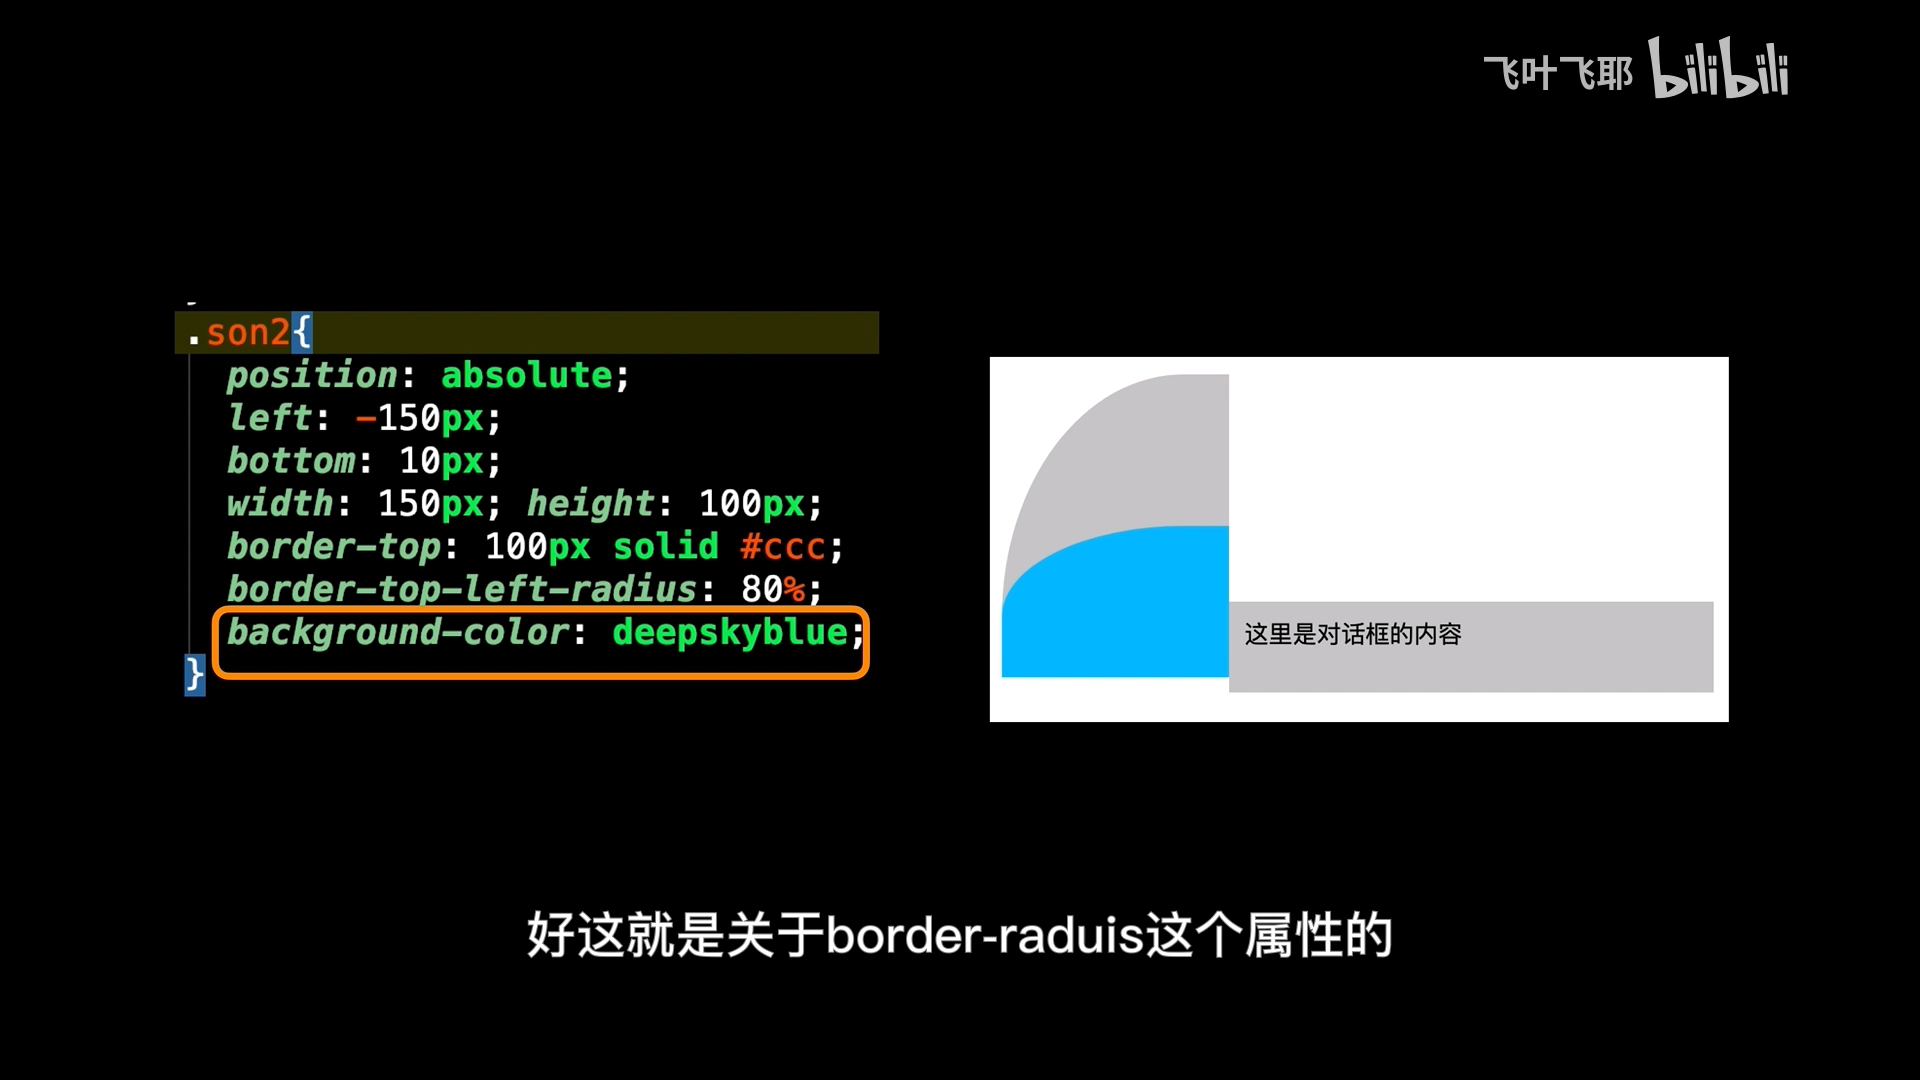 飞叶飞耶 bilibili
.son2{
position: absolute;
left: -150px;
bottom: 10px;
width: 150px; height: 100px;
border-top: 100px solid #ccc;
border-top-left-radius: 80%;
background-color: deepskyblue;
}
这里是对话框的内容
好这就是关于border-raduis这个属性的